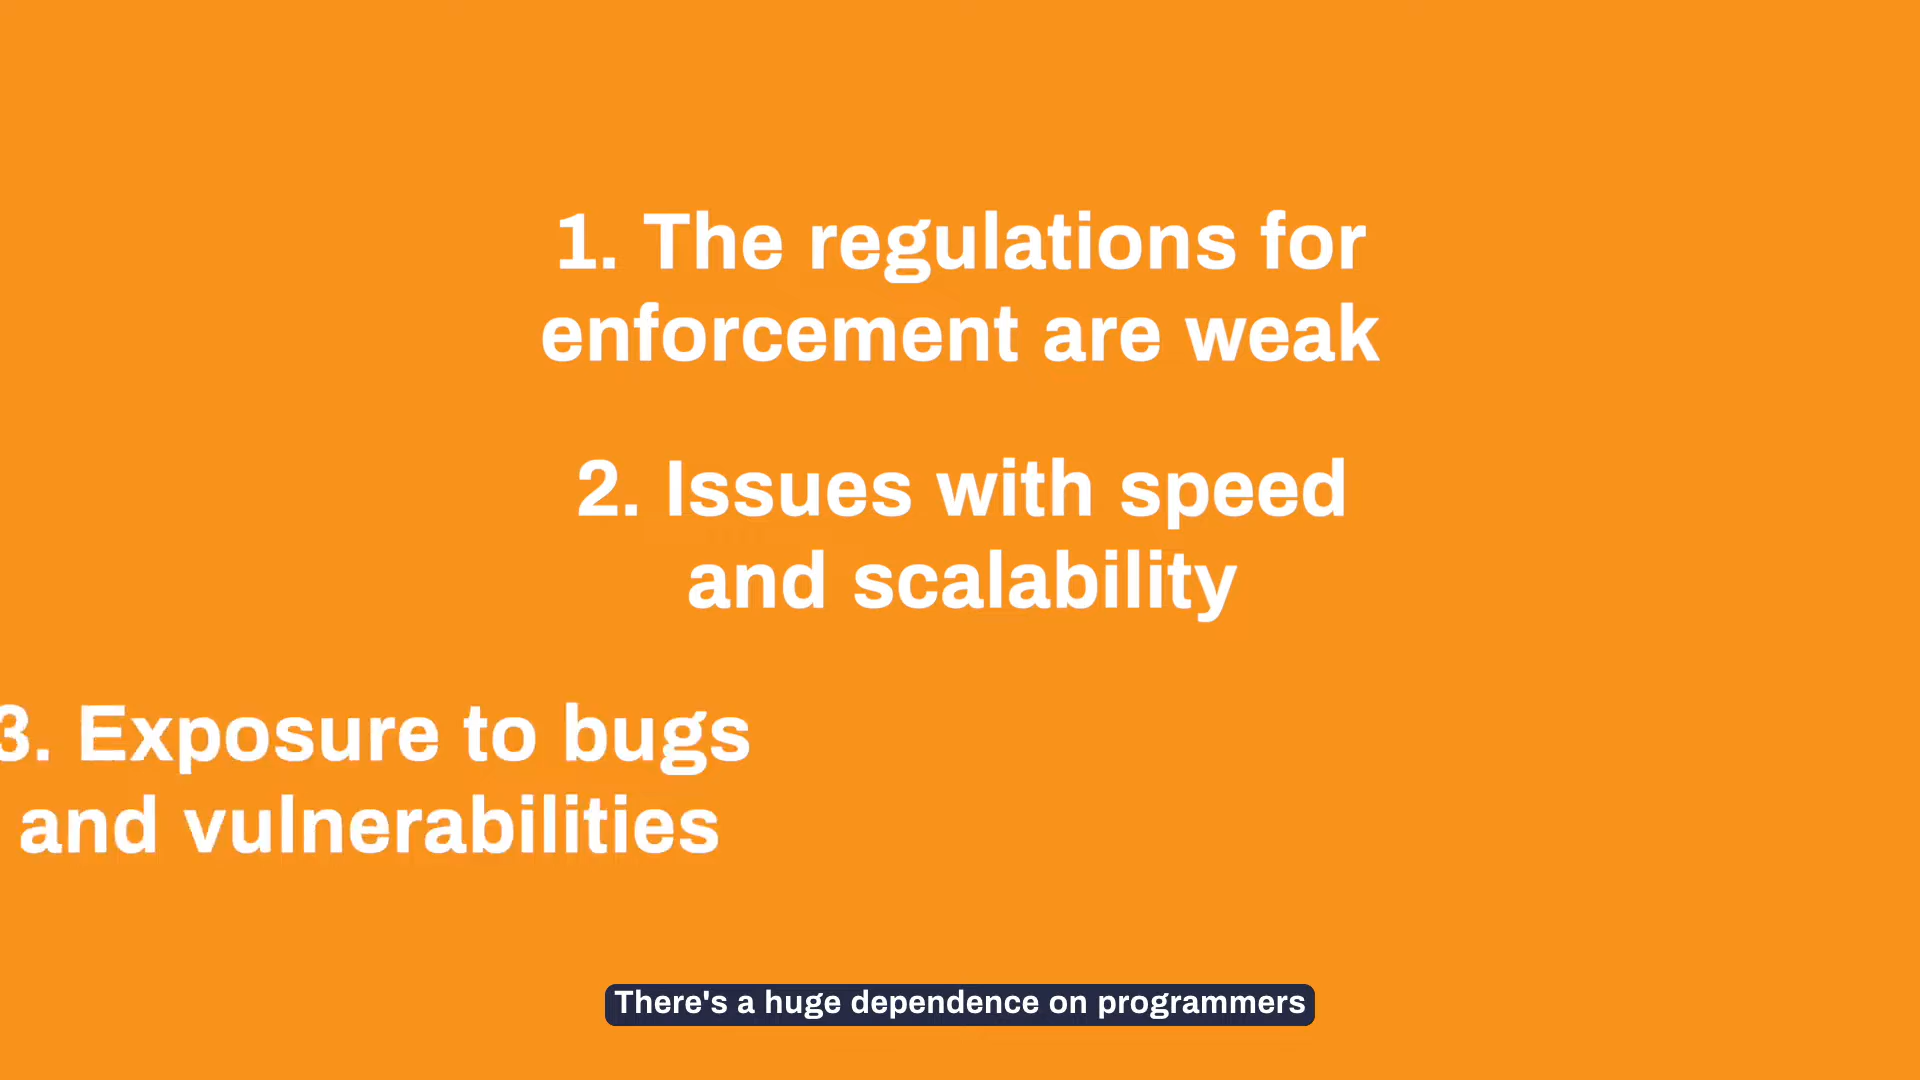 1. The regulations for
enforcement are weak
2. Issues with speed
and scalability
3. Exposure to bugs
and vulnerabilities
There's a huge dependence on programmers